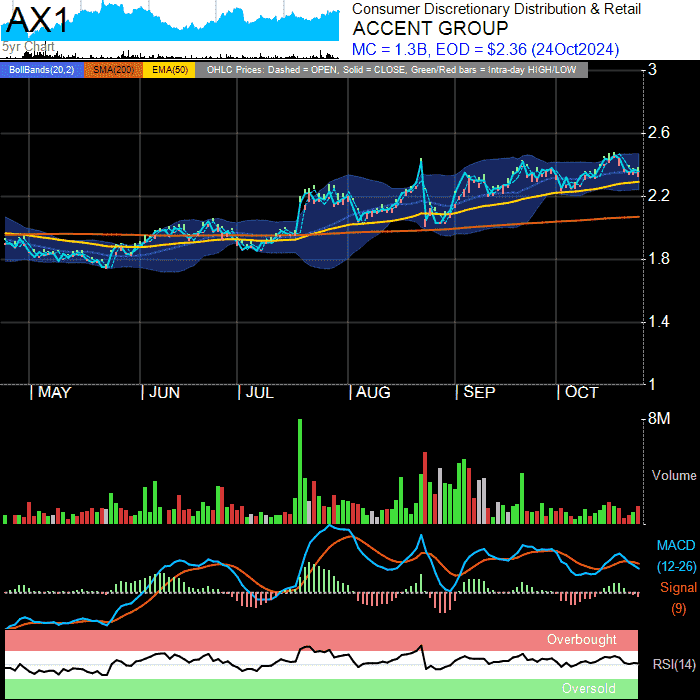 AX1
5yr Chart
Consumer Discretionary Distribution & Retail
ACCENT GROUP
MC = 1.3B, EOD = $2.36 (24Oct2024)
BollBands(20,2) SMA(200) EMA(50) OHLC Prices: Dashed = OPEN, Solid = CLOSE, Green/Red bars = Intra-day HIGH/LOW
3
2.6
2.2
1.8
1.4
1
| MAY | JUN | JUL | AUG | SEP | OCT
8M
Volume
MACD
(12-26)
Signal
(9)
Overbought
RSI(14)
Oversold